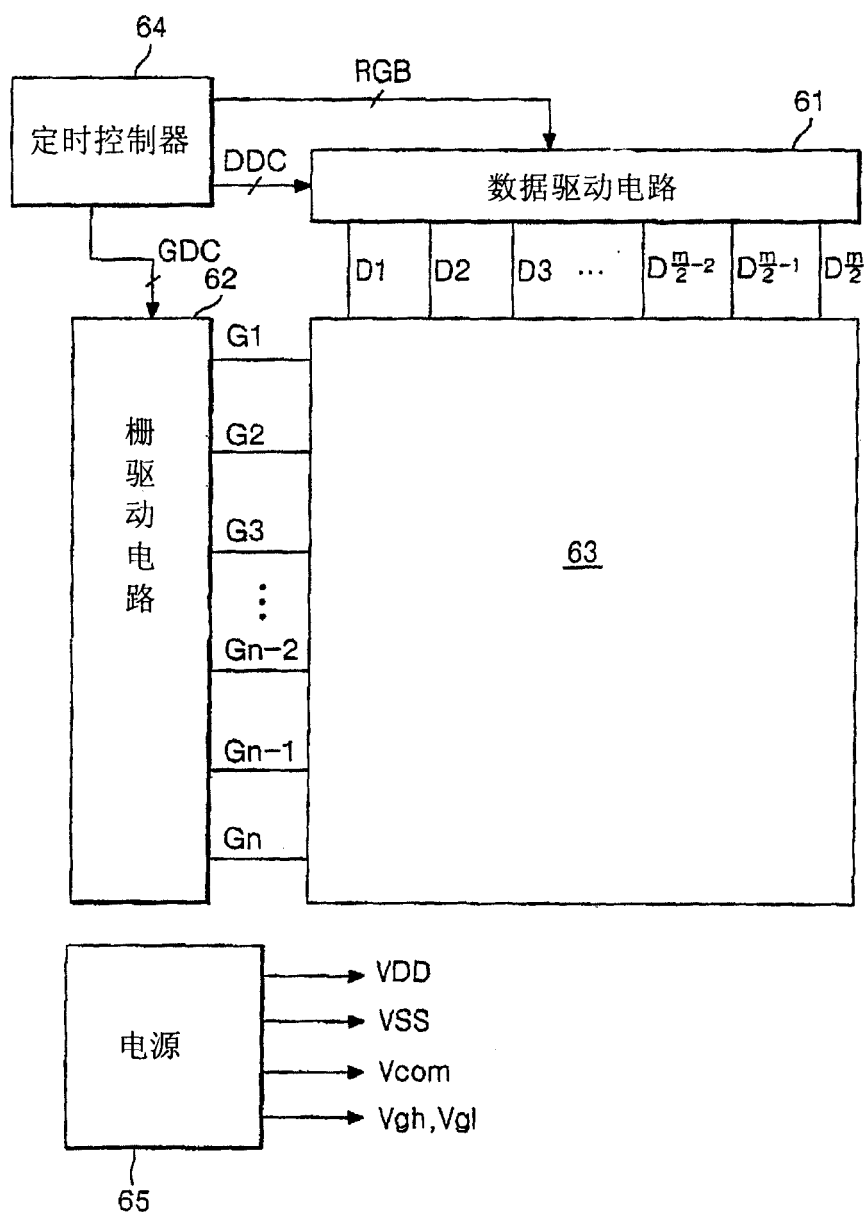 64
RGB
61
定时控制器
DDC
数据驱动电路
GDC
62
D1 D2 D3 ··· Dm/2-2 Dm/2-1 Dm/2
G1
G2
G3
Gn-2
Gn-1
Gn
栅驱动电路
63
电源
VDD
VSS
Vcom
Vgh,Vgl
65